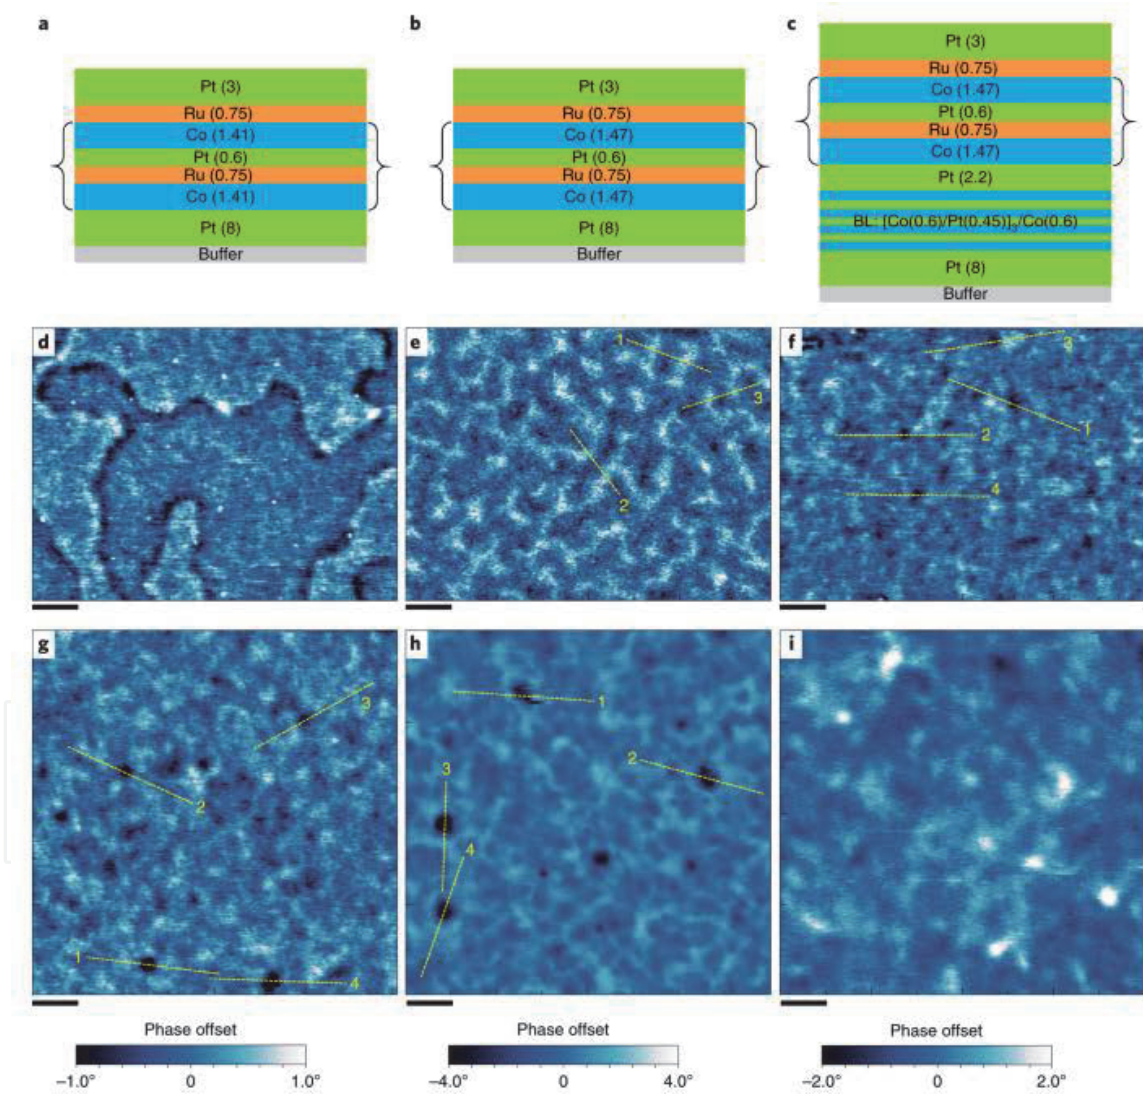 a
Pt (3)
Ru (0.75)
Co (1.41)
Pt (0.6)
Ru (0.75)
Co (1.41)
Pt (8)
Buffer
b
Pt (3)
Ru (0.75)
Co (1.47)
Pt (0.6)
Ru (0.75)
Co (1.47)
Pt (8)
Buffer
c
Pt (3)
Ru (0.75)
Co (1.47)
Pt (0.6)
Ru (0.75)
Co (1.47)
Pt (2.2)
BL: [Co(0.6)/Pt(0.45)]₃/Co(0.6)
Pt (8)
Buffer
d
e
1
3
2
f
3
1
2
4
g
3
2
1
4
h
1
2
3
4
i
Phase offset
−1.0° 0 1.0°
Phase offset
−4.0° 0 4.0°
Phase offset
−2.0° 0 2.0°